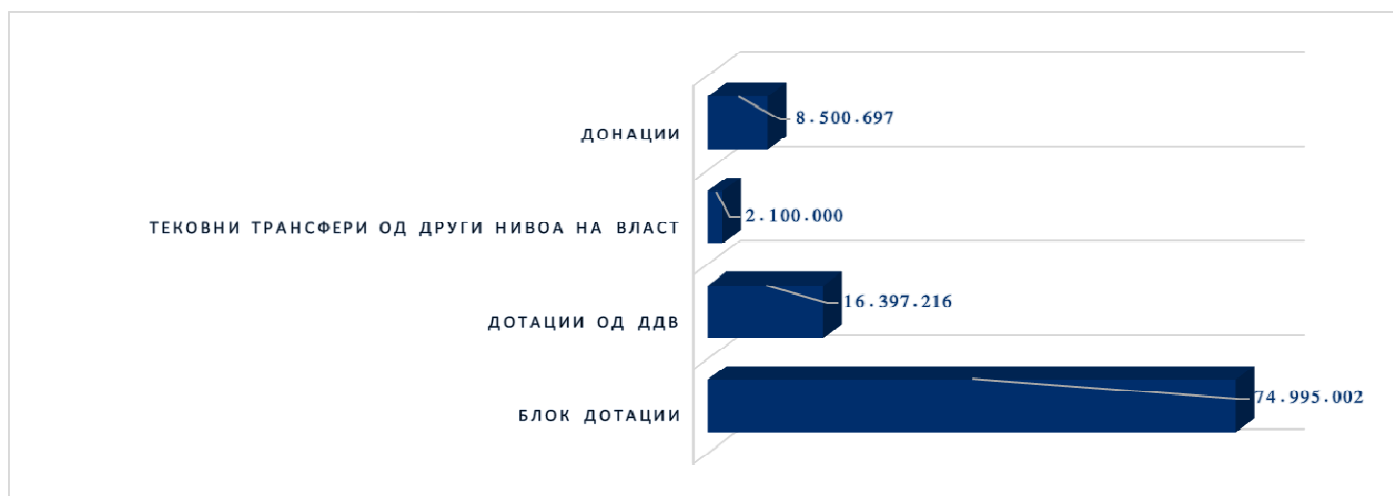 ДОНАЦИИ 8.500.697
ТЕКОВНИ ТРАНСФЕРИ ОД ДРУГИ НИВОА НА ВЛАСТ 2.100.000
ДОТАЦИИ ОД ДДВ 16.397.216
БЛОК ДОТАЦИИ 74.995.002